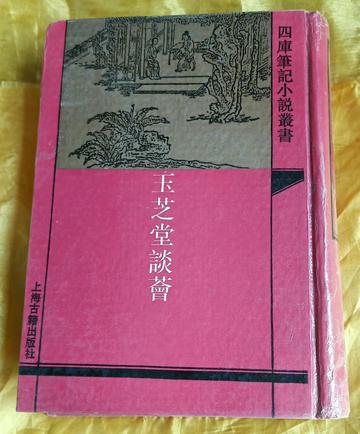 四庫筆記小説叢書
玉芝堂談薈
上海古籍出版社